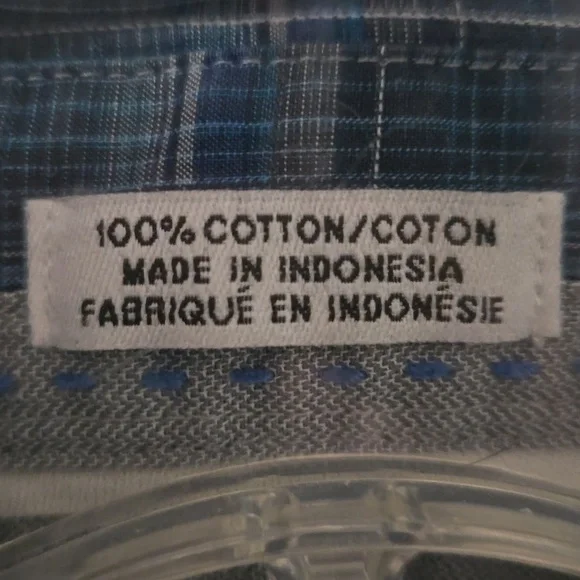 100% COTTON/COTON
MADE IN INDONESIA
FABRIQUÉ EN INDONÉSIE